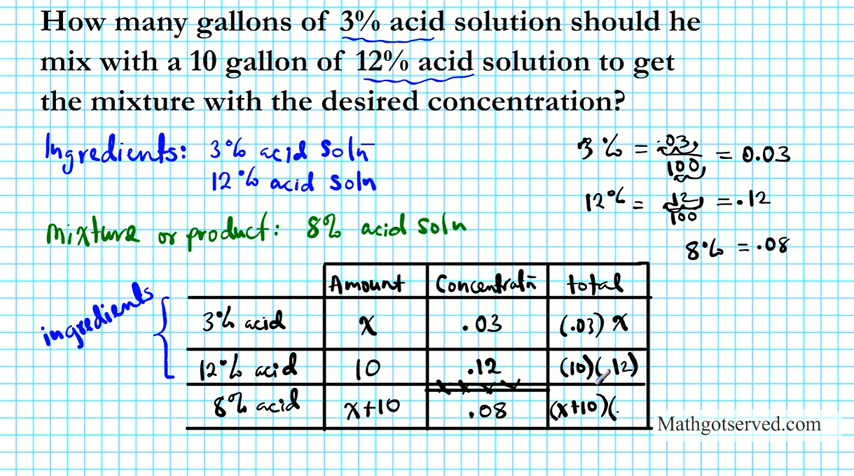 How many gallons of 3% acid solution should he
mix with a 10 gallon of 12% acid solution to get
the mixture with the desired concentration?
Ingredients: 3% acid soln
12% acid soln
3% = .03./100. = 0.03
12% = 12/100 = .12
mixture or product: 8% acid soln
8% = .08
ingredients
Amount Concentratn total
3% acid x .03 (.03) x
12% acid 10 .12 (10)(.12)
8% acid x+10 .08 (x+10)(.
Mathgotserved.com